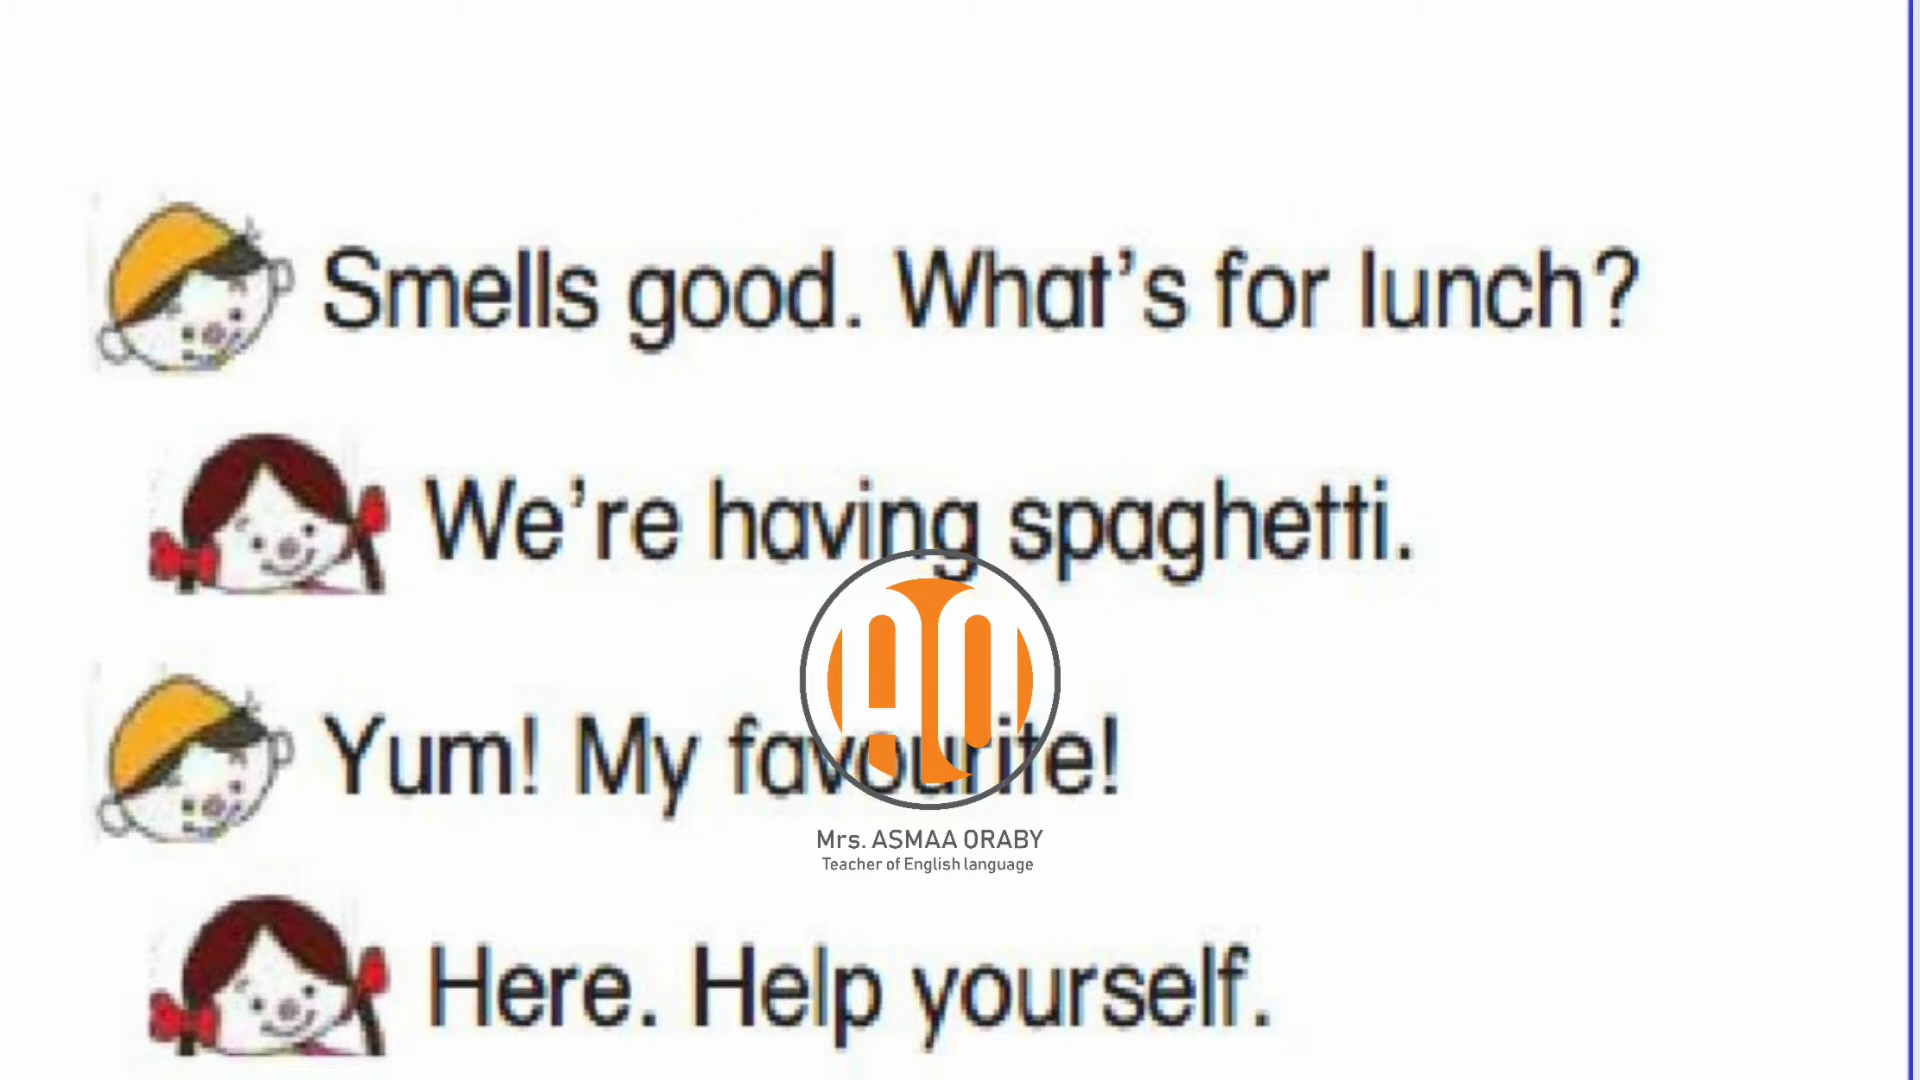 Smells good. What's for lunch?
We're having spaghetti.
Yum! My favourite!
Mrs. ASMAA ORABY
Teacher of English language
Here. Help yourself.